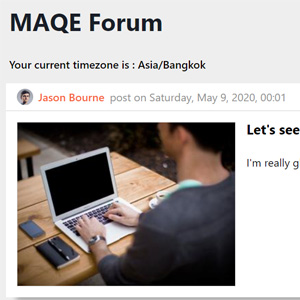 MAQE Forum
Your current timezone is : Asia/Bangkok
Jason Bourne post on Saturday, May 9, 2020, 00:01
Let's see
I'm really g